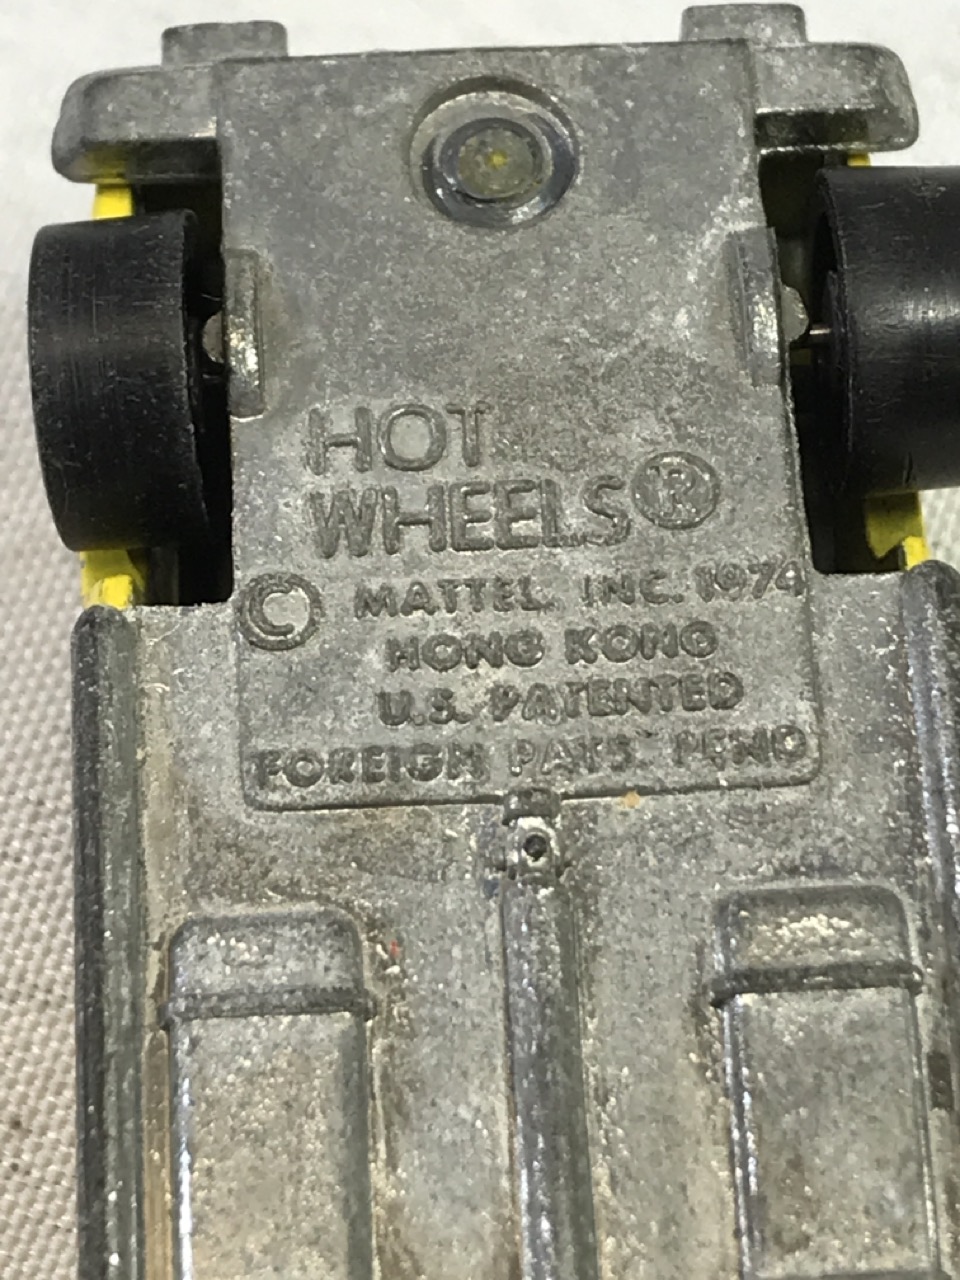 HOT
WHEELS®
© MATTEL. INC. 1974
HONG KONG
U.S. PATENTED
FOREIGN PATS. PEND